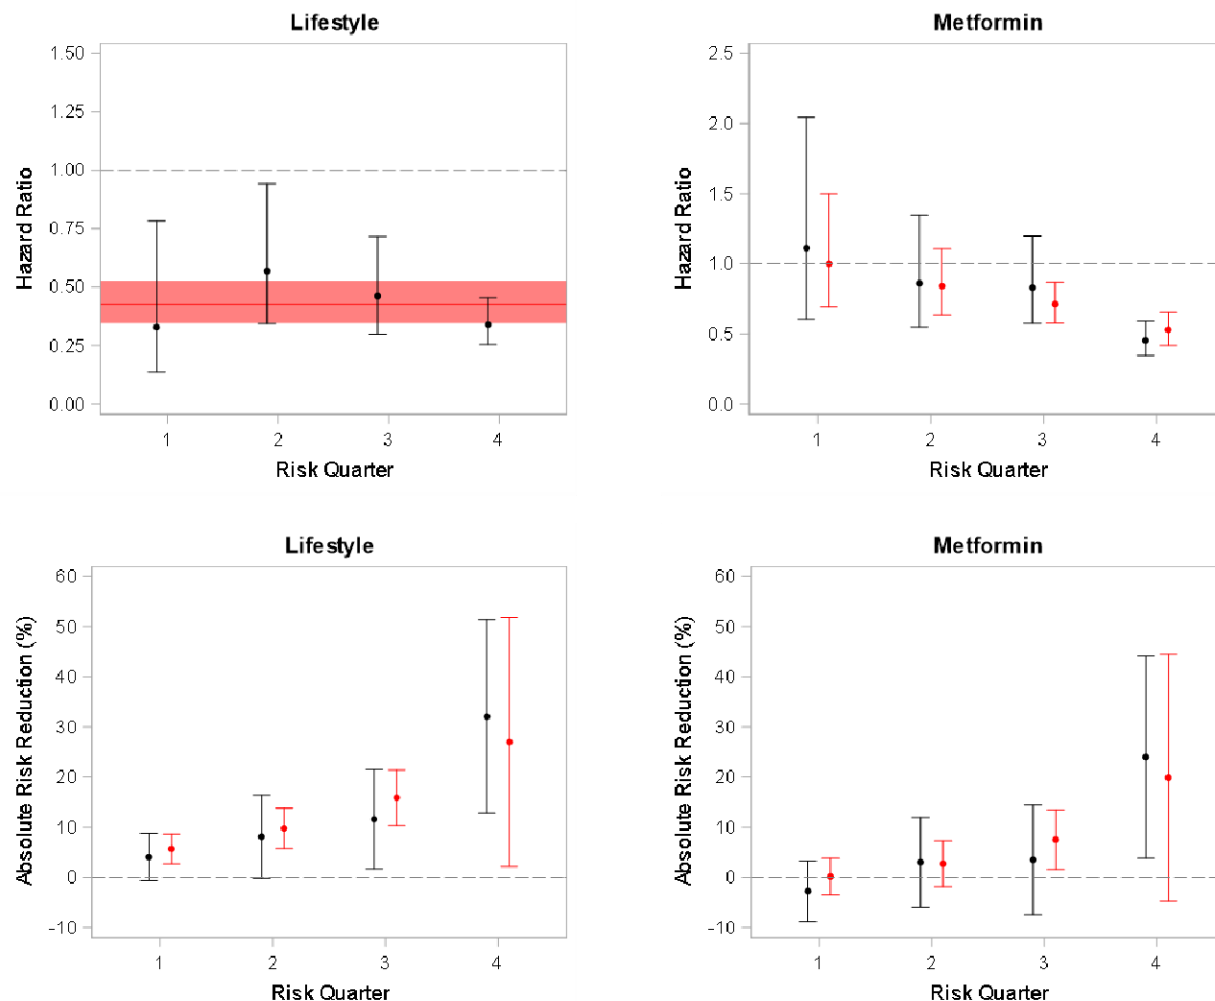 Lifestyle
Hazard Ratio
1.50
1.25
1.00
0.75
0.50
0.25
0.00
1 2 3 4
Risk Quarter
Metformin
Hazard Ratio
2.5
2.0
1.5
1.0
0.5
0.0
1 2 3 4
Risk Quarter
Lifestyle
Absolute Risk Reduction (%)
60
50
40
30
20
10
0
-10
1 2 3 4
Risk Quarter
Metformin
Absolute Risk Reduction (%)
60
50
40
30
20
10
0
-10
1 2 3 4
Risk Quarter